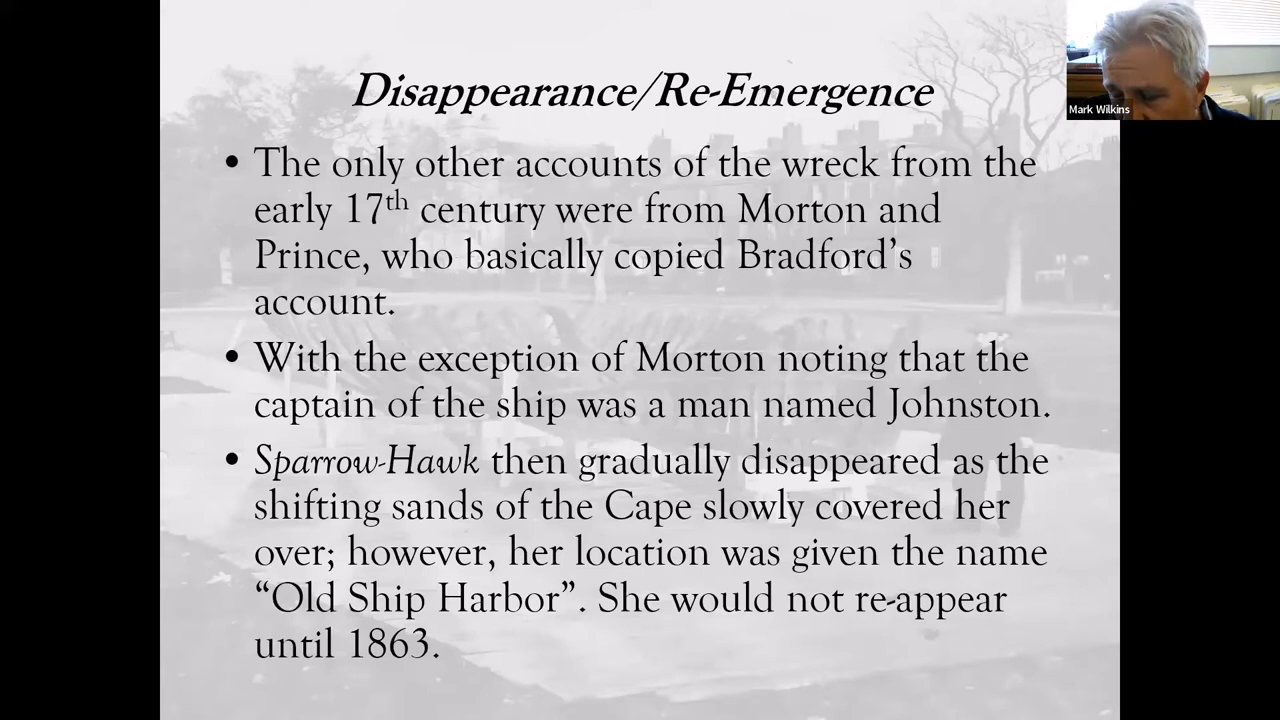 Disappearance/Re-Emergence
Mark Wilkins
• The only other accounts of the wreck from the
early 17th century were from Morton and
Prince, who basically copied Bradford’s
account.
• With the exception of Morton noting that the
captain of the ship was a man named Johnston.
• Sparrow-Hawk then gradually disappeared as the
shifting sands of the Cape slowly covered her
over; however, her location was given the name
“Old Ship Harbor”. She would not re-appear
until 1863.